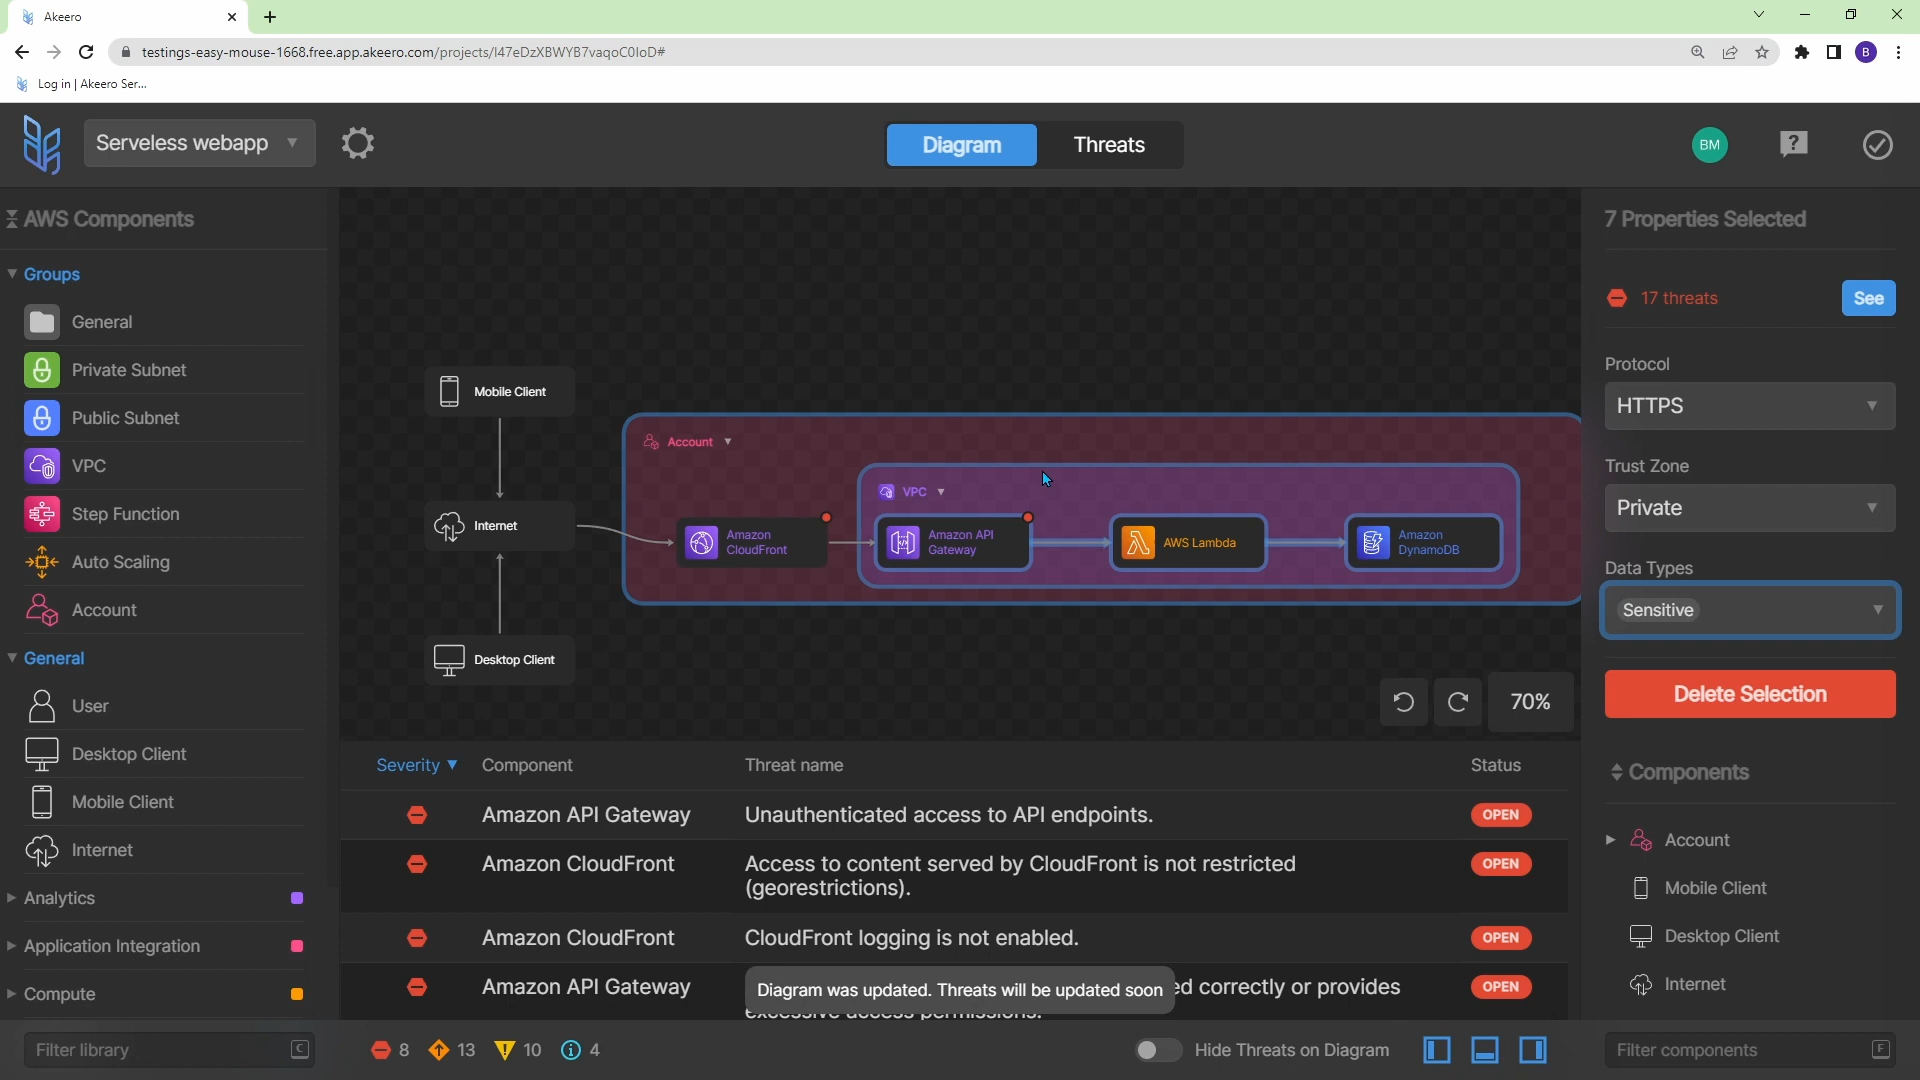 Akeero
testings-easy-mouse-1668.free.app.akeero.com/projects/I47eDzXBWYB7vaqoC0IoD#
B
Log in | Akeero Ser...
Serveless webapp
Diagram
Threats
BM
?
AWS Components
Groups
General
Private Subnet
Public Subnet
VPC
Step Function
Auto Scaling
Account
General
User
Desktop Client
Mobile Client
Internet
Analytics
Application Integration
Compute
Filter library
C
Mobile Client
Internet
Desktop Client
Account
VPC
Amazon
CloudFront
Amazon API
Gateway
AWS Lambda
Amazon
DynamoDB
70%
Severity
Component
Threat name
Status
Amazon API Gateway
Unauthenticated access to API endpoints.
OPEN
Amazon CloudFront
Access to content served by CloudFront is not restricted
(georestrictions).
OPEN
Amazon CloudFront
CloudFront logging is not enabled.
OPEN
Amazon API Gateway
ed correctly or provides
excessive access permissions.
OPEN
Diagram was updated. Threats will be updated soon
8
13
10
4
Hide Threats on Diagram
7 Properties Selected
17 threats
See
Protocol
HTTPS
Trust Zone
Private
Data Types
Sensitive
Delete Selection
Components
Account
Mobile Client
Desktop Client
Internet
Filter components
F